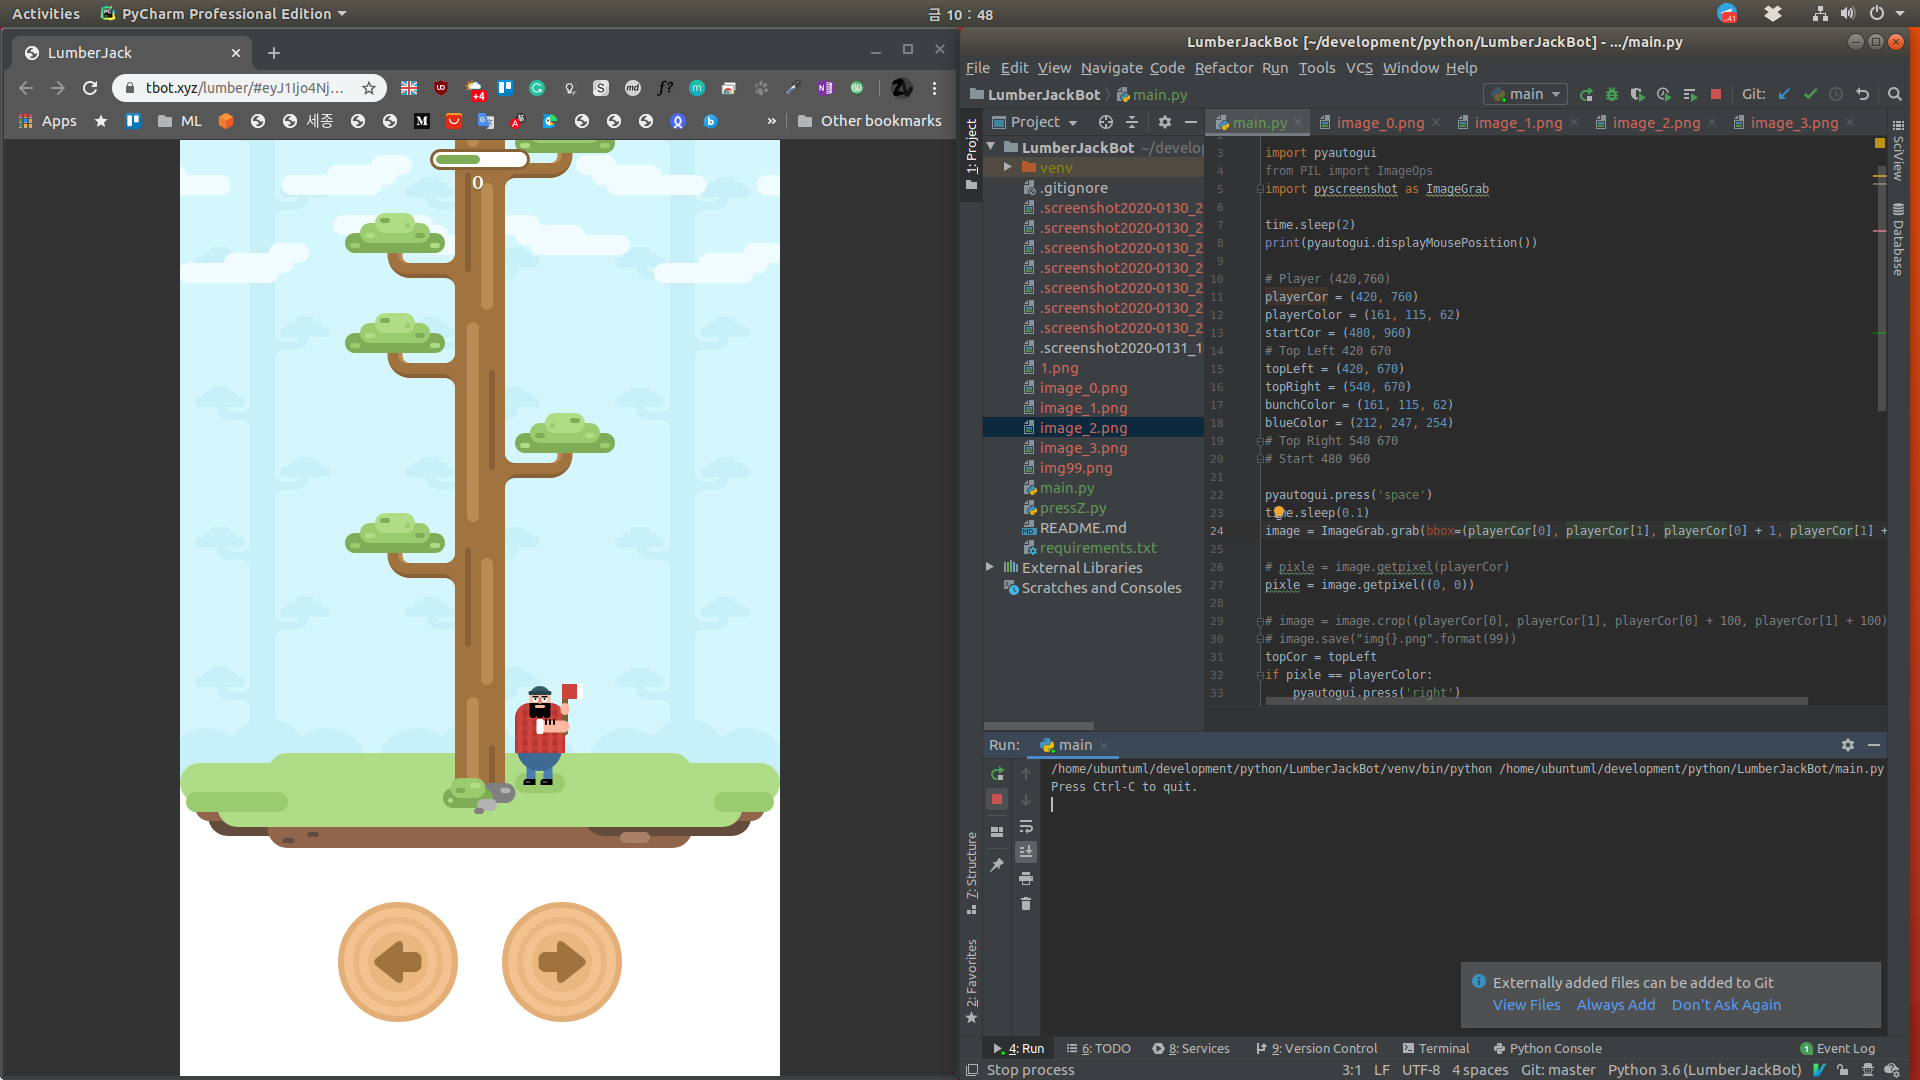 Activities
PyCharm Professional Edition
금 10 : 48
41
LumberJack
tbot.xyz/lumber/#eyJ1Ijo4Nj...
+4
Apps
ML
세종
»
Other bookmarks
0
LumberJackBot [~/development/python/LumberJackBot] - .../main.py
File Edit View Navigate Code Refactor Run Tools VCS Window Help
LumberJackBot
main.py
main
Git:
Project
main.py
image_0.png
image_1.png
image_2.png
image_3.png
1: Project
LumberJackBot ~/develo
venv
.gitignore
.screenshot2020-0130_2
.screenshot2020-0130_2
.screenshot2020-0130_2
.screenshot2020-0130_2
.screenshot2020-0130_2
.screenshot2020-0130_2
.screenshot2020-0130_2
.screenshot2020-0131_1
1.png
image_0.png
image_1.png
image_2.png
image_3.png
img99.png
main.py
pressZ.py
README.md
requirements.txt
External Libraries
Scratches and Consoles
3 import pyautogui
4 from PIL import ImageOps
5 import pyscreenshot as ImageGrab
6
7 time.sleep(2)
8 print(pyautogui.displayMousePosition())
9
10 # Player (420,760)
11 playerCor = (420, 760)
12 playerColor = (161, 115, 62)
13 startCor = (480, 960)
14 # Top Left 420 670
15 topLeft = (420, 670)
16 topRight = (540, 670)
17 bunchColor = (161, 115, 62)
18 blueColor = (212, 247, 254)
19 # Top Right 540 670
20 # Start 480 960
21
22 pyautogui.press('space')
23 time.sleep(0.1)
24 image = ImageGrab.grab(bbox=(playerCor[0], playerCor[1], playerCor[0] + 1, playerCor[1] +
25
26 # pixle = image.getpixel(playerCor)
27 pixle = image.getpixel((0, 0))
28
29 # image = image.crop((playerCor[0], playerCor[1], playerCor[0] + 100, playerCor[1] + 100)
30 # image.save("img{}.png".format(99))
31 topCor = topLeft
32 if pixle == playerColor:
33 pyautogui.press('right')
SciView
Database
Run:
main
/home/ubuntuml/development/python/LumberJackBot/venv/bin/python /home/ubuntuml/development/python/LumberJackBot/main.py
Press Ctrl-C to quit.
7: Structure
2: Favorites
Externally added files can be added to Git
View Files Always Add Don't Ask Again
4: Run
6: TODO
8: Services
9: Version Control
Terminal
Python Console
1 Event Log
Stop process
3:1 LF UTF-8 4 spaces Git: master Python 3.6 (LumberJackBot)